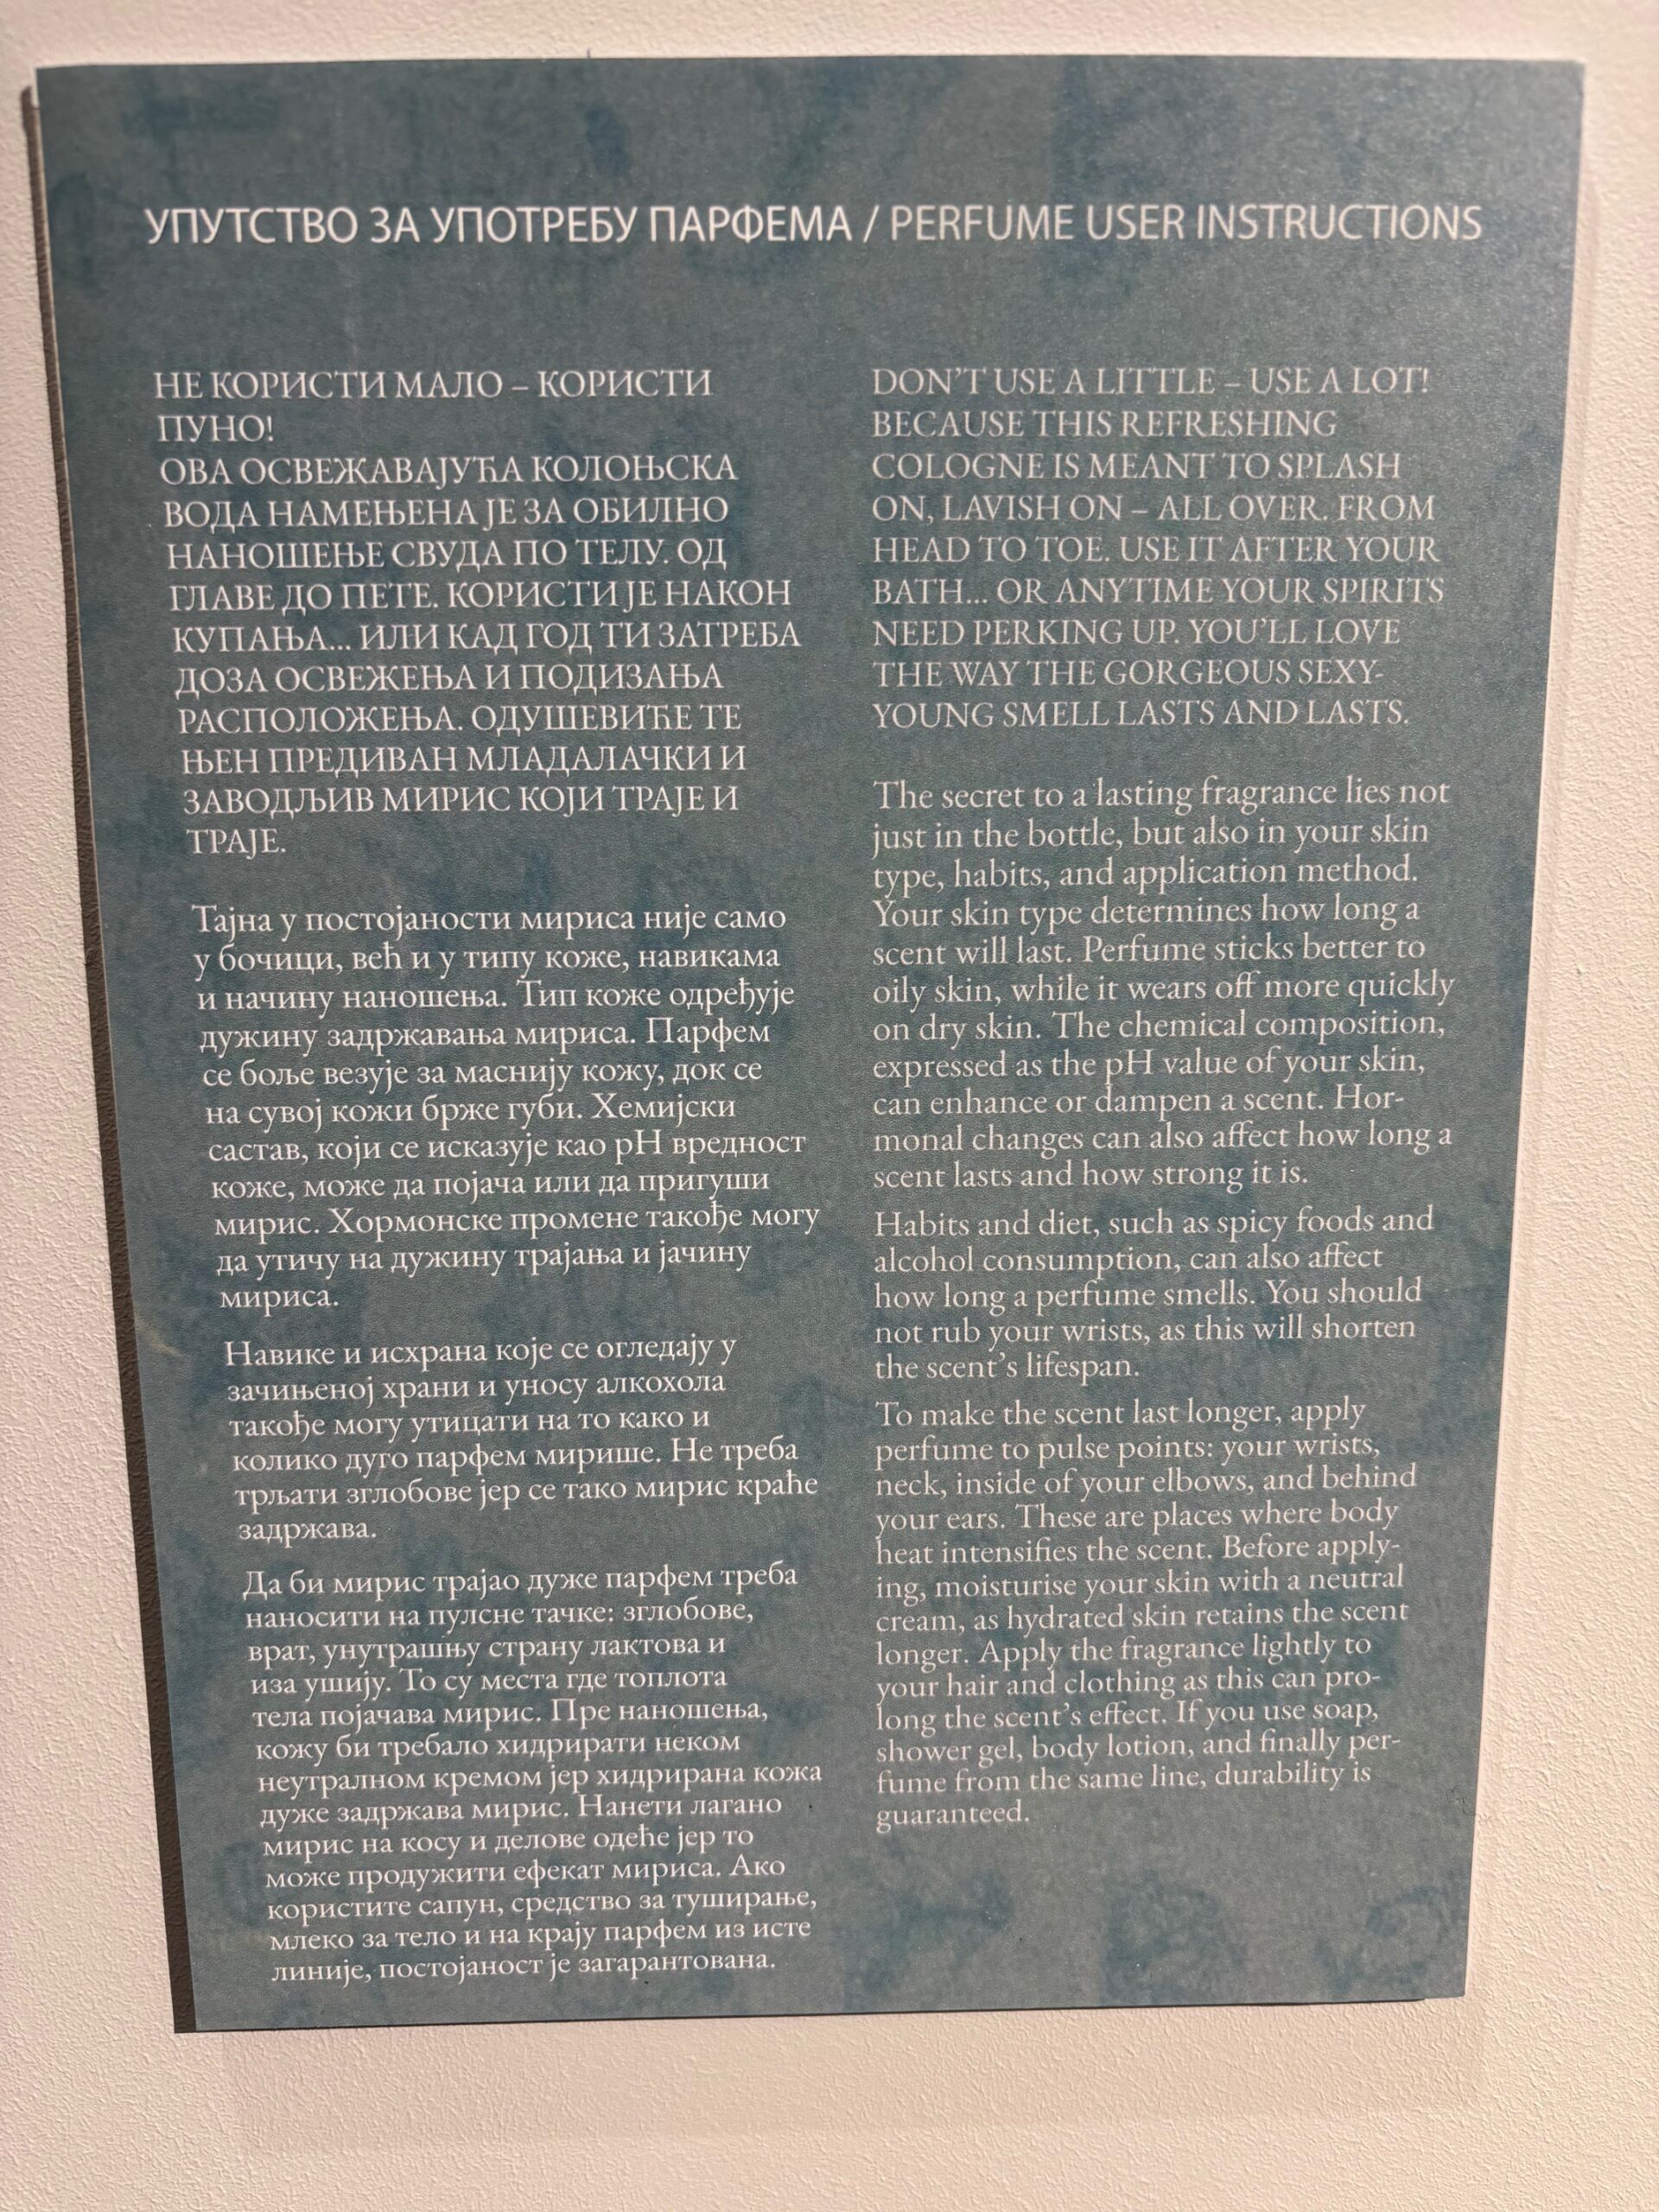 УПУТСТВО ЗА УПОТРЕБУ ПАРФЕМА / PERFUME USER INSTRUCTIONS
НЕ КОРИСТИ МАЛО – КОРИСТИ
ПУНО!
ОВА ОСВЕЖАВАЈУЋА КОЛОЊСКА
ВОДА НАМЕЊЕНА ЈЕ ЗА ОБИЛНО
НАНОШЕЊЕ СВУДА ПО ТЕЛУ. ОД
ГЛАВЕ ДО ПЕТЕ. КОРИСТИ ЈЕ НАКОН
КУПАЊА... ИЛИ КАД ГОД ТИ ЗАТРЕБА
ДОЗА ОСВЕЖЕЊА И ПОДИЗАЊА
РАСПОЛОЖЕЊА. ОДУШЕВИЋЕ ТЕ
ЊЕН ПРЕДИВАН МЛАДАЛАЧКИ И
ЗАВОДЉИВ МИРИС КОЈИ ТРАЈЕ И
ТРАЈЕ.
Тајна у постојаности мириса није само
у бочици, већ и у типу коже, навикама
и начину наношења. Тип коже одређује
дужину задржавања мириса. Парфем
се боље везује за маснију кожу, док се
на сувој кожи брже губи. Хемијски
састав, који се исказује као pH вредност
коже, може да појача или да пригуши
мирис. Хормонске промене такође могу
да утичу на дужину трајања и јачину
мириса.
Навике и исхрана које се огледају у
зачињеној храни и уносу алкохола
такође могу утицати на то како и
колико дуго парфем мирише. Не треба
трљати зглобове јер се тако мирис краће
задржава.
Да би мирис трајао дуже парфем треба
наносити на пулсне тачке: зглобове,
врат, унутрашњу страну лактова и
иза ушију. То су места где топлота
тела појачава мирис. Пре наношења,
кожу би требало хидрирати неком
неутралном кремом јер хидрирана кожа
дуже задржава мирис. Нанети лагано
мирис на косу и делове одеће јер то
може продужити ефекат мириса. Ако
користите сапун, средство за туширање,
млеко за тело и на крају парфем из исте
линије, постојаност је загарантована.
DON'T USE A LITTLE – USE A LOT!
BECAUSE THIS REFRESHING
COLOGNE IS MEANT TO SPLASH
ON, LAVISH ON – ALL OVER. FROM
HEAD TO TOE. USE IT AFTER YOUR
BATH... OR ANYTIME YOUR SPIRITS
NEED PERKING UP. YOU'LL LOVE
THE WAY THE GORGEOUS SEXY-
YOUNG SMELL LASTS AND LASTS.
The secret to a lasting fragrance lies not
just in the bottle, but also in your skin
type, habits, and application method.
Your skin type determines how long a
scent will last. Perfume sticks better to
oily skin, while it wears off more quickly
on dry skin. The chemical composition,
expressed as the pH value of your skin,
can enhance or dampen a scent. Hor-
monal changes can also affect how long a
scent lasts and how strong it is.
Habits and diet, such as spicy foods and
alcohol consumption, can also affect
how long a perfume smells. You should
not rub your wrists, as this will shorten
the scent's lifespan.
To make the scent last longer, apply
perfume to pulse points: your wrists,
neck, inside of your elbows, and behind
your ears. These are places where body
heat intensifies the scent. Before apply-
ing, moisturise your skin with a neutral
cream, as hydrated skin retains the scent
longer. Apply the fragrance lightly to
your hair and clothing as this can pro-
long the scent's effect. If you use soap,
shower gel, body lotion, and finally per-
fume from the same line, durability is
guaranteed.